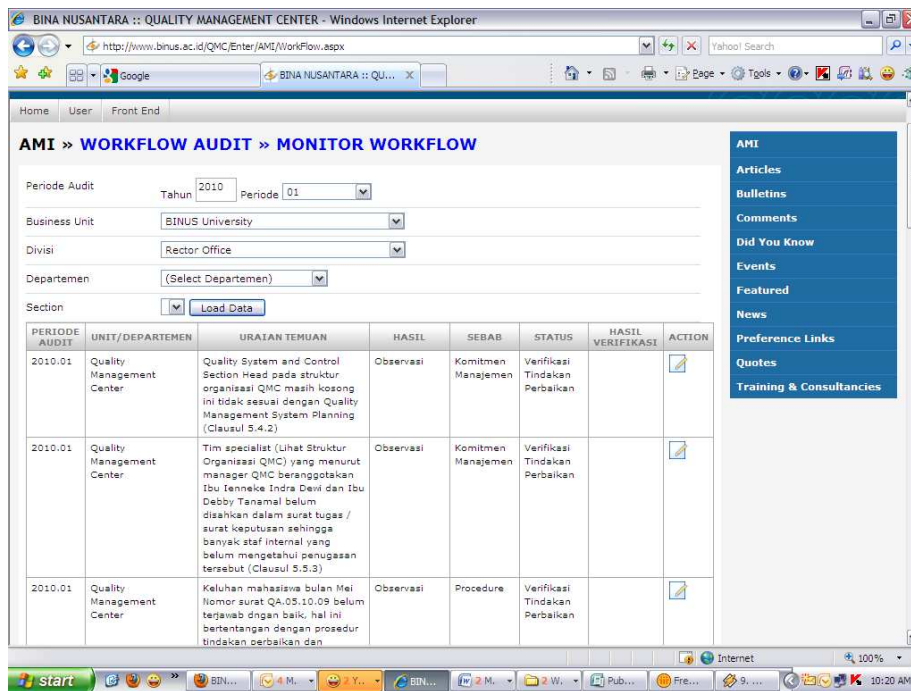 BINA NUSANTARA :: QUALITY MANAGEMENT CENTER - Windows Internet Explorer
http://www.binus.ac.id/QMC/Enter/AMI/WorkFlow.aspx
Yahoo! Search
Google
BINA NUSANTARA :: QU... X
Page
Tools
Home User Front End
AMI » WORKFLOW AUDIT » MONITOR WORKFLOW
Periode Audit
Tahun 2010 Periode 01
Business Unit BINUS University
Divisi Rector Office
Departemen (Select Departemen)
Section Load Data
PERIODE AUDIT UNIT/DEPARTEMEN URAIAN TEMUAN HASIL SEBAB STATUS HASIL VERIFIKASI ACTION
2010.01 Quality Quality System and Control Observasi Komitmen Verifikasi
Management Section Head pada struktur Manajemen Tindakan
Center organisasi QMC masih kosong Perbaikan
ini tidak sesuai dengan Quality
Management System Planning
(Clausul 5.4.2)
2010.01 Quality Tim specialist (Lihat Struktur Observasi Komitmen Verifikasi
Management Organisasi QMC) yang menurut Manajemen Tindakan
Center manager QMC beranggotakan Perbaikan
Ibu Ienneke Indra Dewi dan Ibu
Debby Tanamal belum
disahkan dalam surat tugas /
surat keputusan sehingga
banyak staf internal yang
belum mengetahui penugasan
tersebut (Clausul 5.5.3)
2010.01 Quality Keluhan mahasiswa bulan Mei Observasi Procedure Verifikasi
Management Nomor surat QA.05.10.09 belum Tindakan
Center terjawab dngan baik, hal ini Perbaikan
bertentangan dengan prosedur
tindakan perbaikan dan
AMI
Articles
Bulletins
Comments
Did You Know
Events
Featured
News
Preference Links
Quotes
Training & Consultancies
Internet 100%
start BIN... 4 M. 2 Y.. BIN... 2 M. 2 W. Pub... Fre... 9. ... 10:20 AM